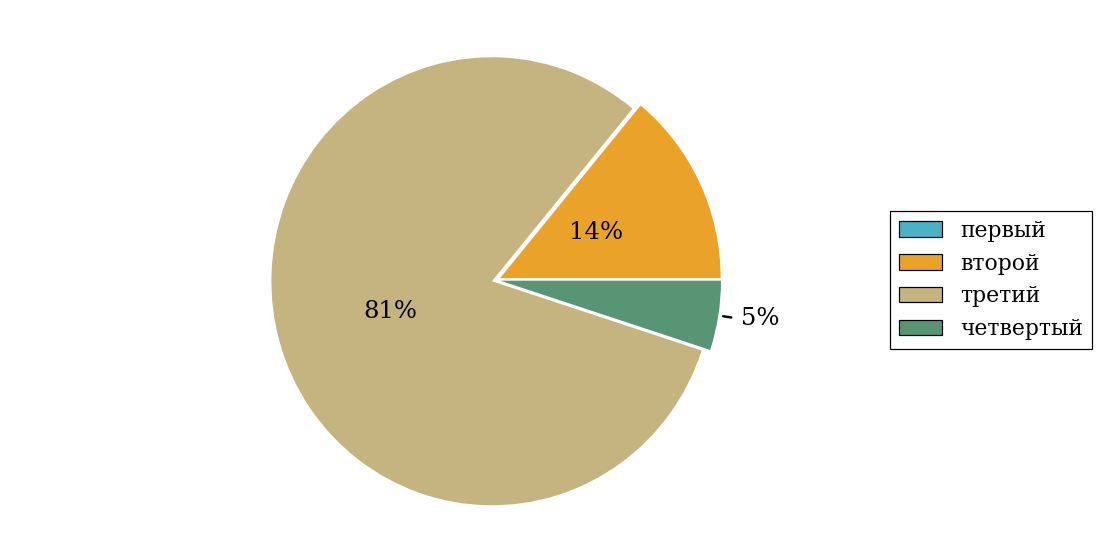 14%
81%
5%
первый
второй
третий
четвертый